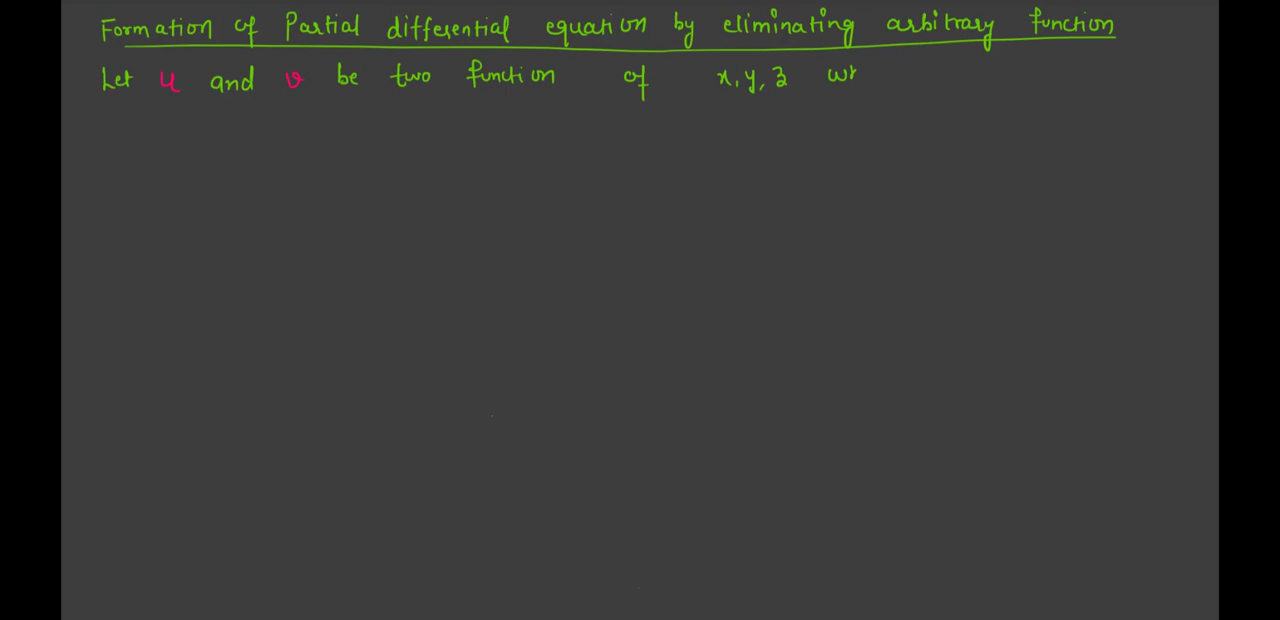 Formation of Partial differential equation by eliminating arbitrary function
Let u and v be two function of x, y, z